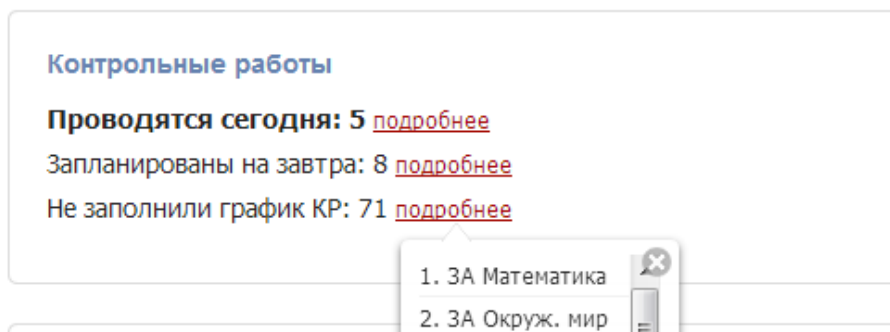 Контрольные работы
Проводятся сегодня: 5 подробнее
Запланированы на завтра: 8 подробнее
Не заполнили график КР: 71 подробнее
1. 3А Математика
2. 3А Окруж. мир